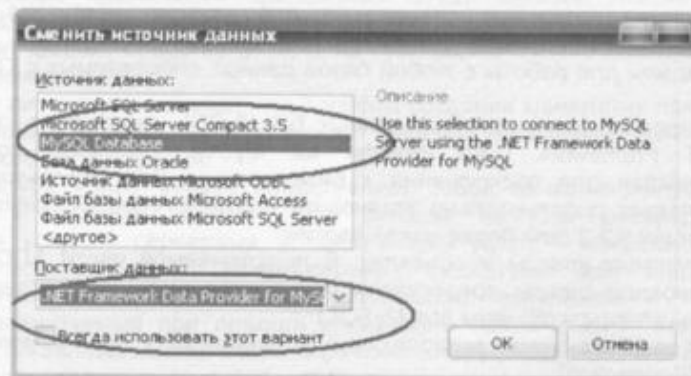 Сменить источник данных
Источник данных:
Microsoft SQL Server
Microsoft SQL Server Compact 3.5
MySQL Database
База данных Oracle
Источник данных Microsoft ODBC
Файл базы данных Microsoft Access
Файл базы данных Microsoft SQL Server
<другое>
Описание
Use this selection to connect to MySQL
Server using the .NET Framework Data
Provider for MySQL
Поставщик данных:
.NET Framework Data Provider for MyS
Всегда использовать этот вариант
OK
Отмена